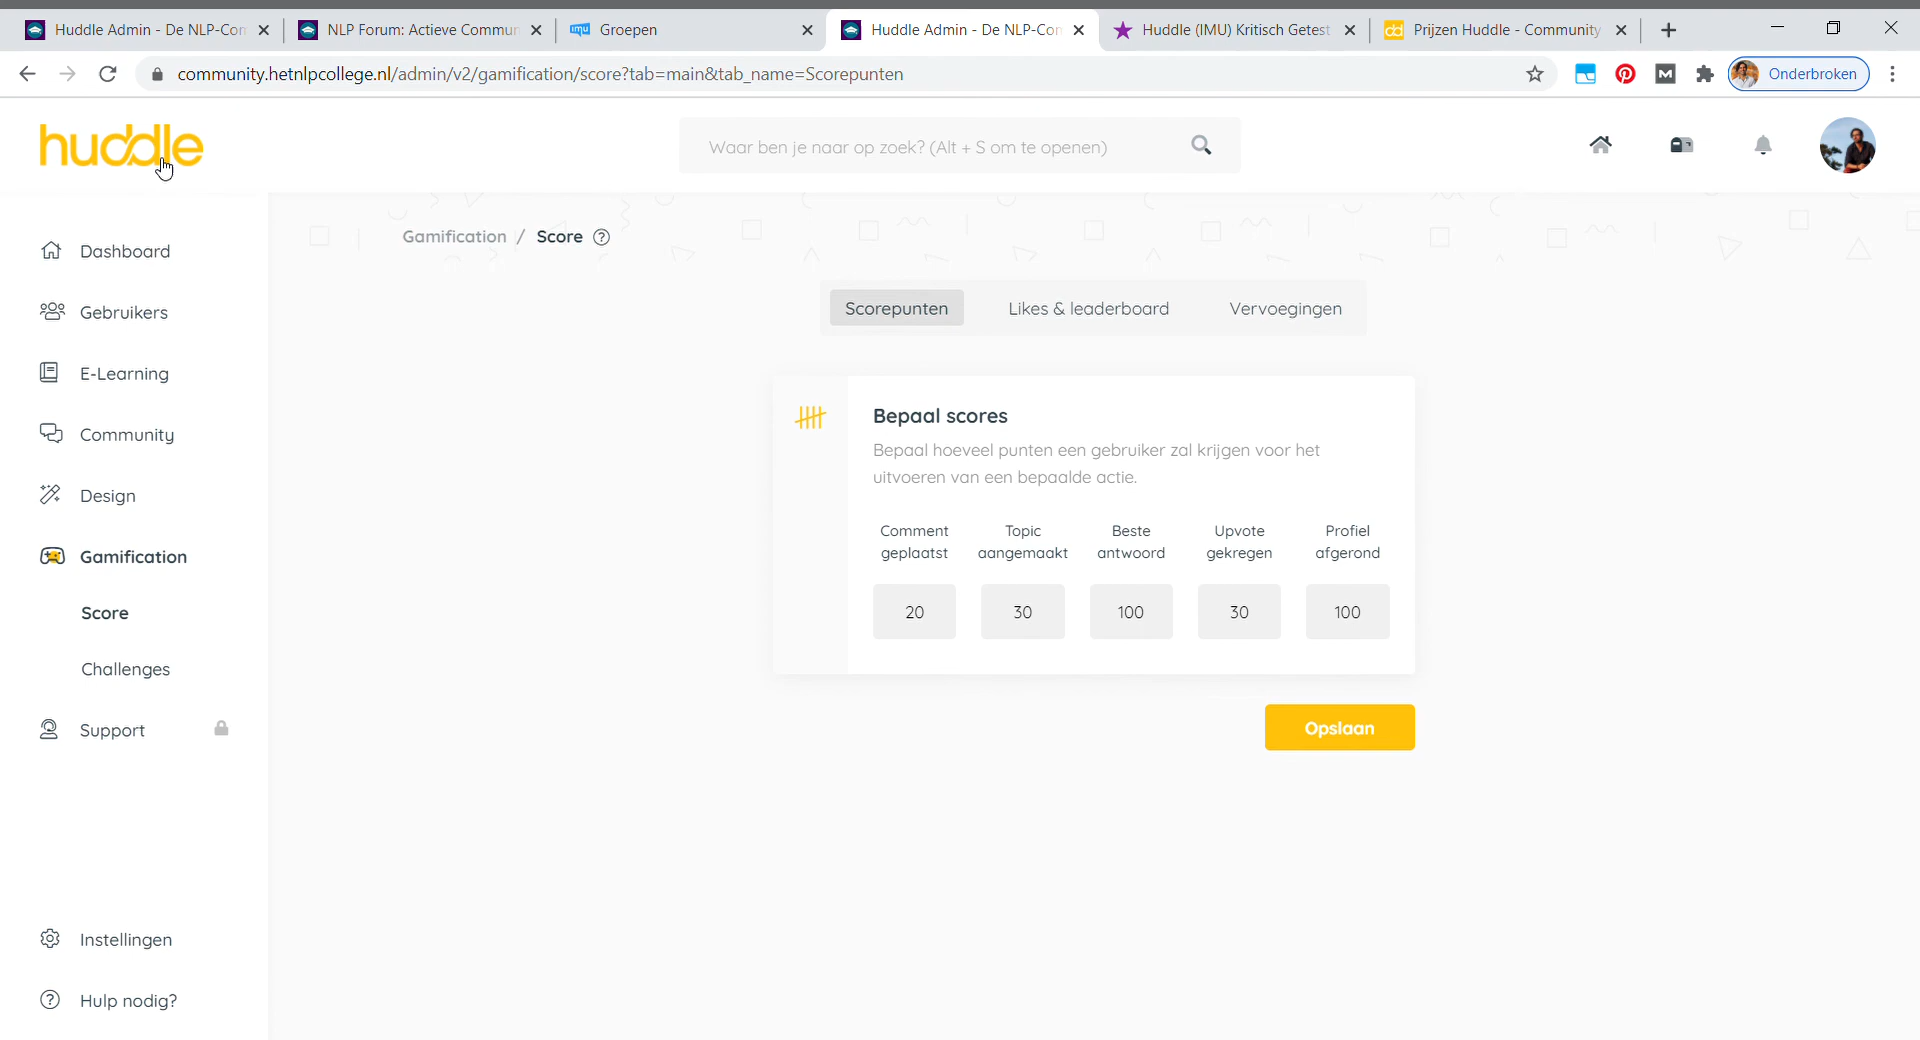 Huddle Admin - De NLP-Con
NLP Forum: Actieve Commun
imu Groepen
Huddle Admin - De NLP-Con
Huddle (IMU) Kritisch Getest
Prijzen Huddle - Community
community.hetnlpcollege.nl/admin/v2/gamification/score?tab=main&tab_name=Scorepunten
M
Onderbroken
huddle
Waar ben je naar op zoek? (Alt + S om te openen)
Dashboard
Gebruikers
E-Learning
Community
Design
Gamification
Score
Challenges
Support
Instellingen
Hulp nodig?
Gamification / Score ?
Scorepunten
Likes & leaderboard
Vervoegingen
Bepaal scores
Bepaal hoeveel punten een gebruiker zal krijgen voor het
uitvoeren van een bepaalde actie.
Comment geplaatst
Topic aangemaakt
Beste antwoord
Upvote gekregen
Profiel afgerond
20
30
100
30
100
Opslaan